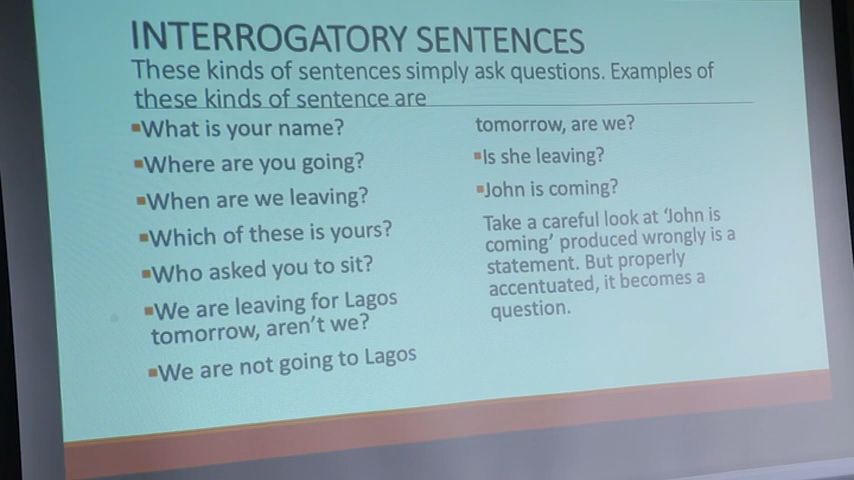 INTERROGATORY SENTENCES
These kinds of sentences simply ask questions. Examples of
these kinds of sentence are
▪What is your name?
▪Where are you going?
▪When are we leaving?
▪Which of these is yours?
▪Who asked you to sit?
▪We are leaving for Lagos
tomorrow, aren't we?
▪We are not going to Lagos
tomorrow, are we?
▪Is she leaving?
▪John is coming?
Take a careful look at ‘John is
coming’ produced wrongly is a
statement. But properly
accentuated, it becomes a
question.